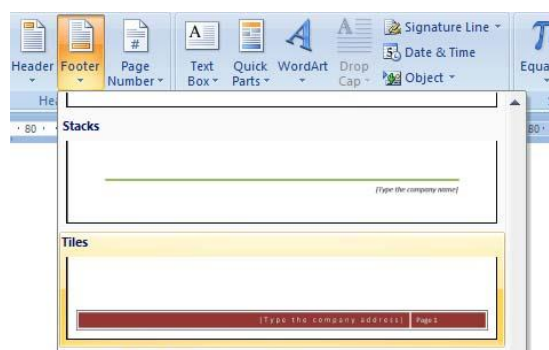 Header Footer Page Number
Text Box Quick Parts WordArt Drop Cap
Signature Line
Date & Time
Object
Equa
Hea
80
80
Stacks
[Type the company name]
Tiles
[Type the company address] Page 1